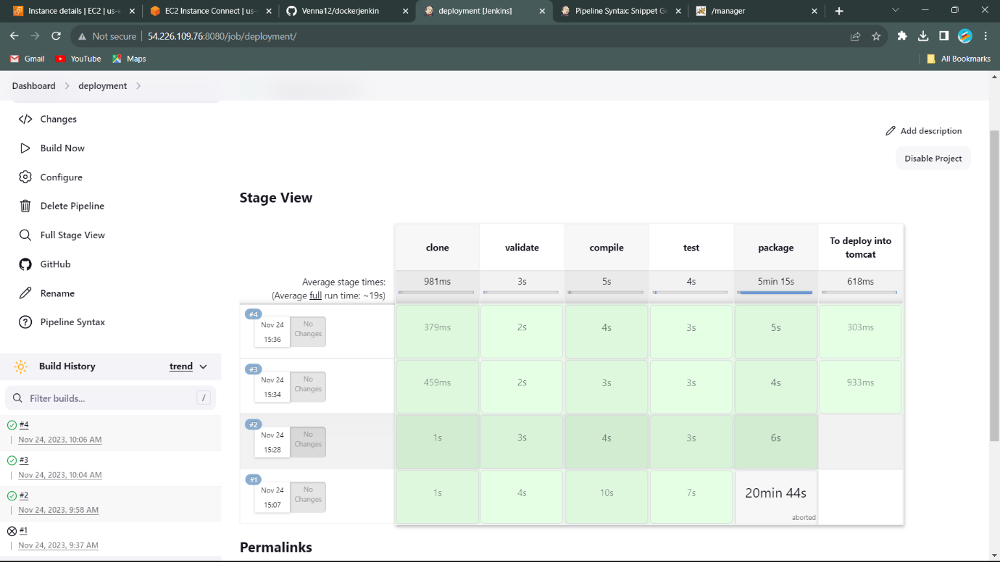 Instance details | EC2 | us-e
EC2 Instance Connect | us-
Venna12/dockerjenkin
deployment [Jenkins]
Pipeline Syntax: Snippet Ge
/manager
Not secure
54.226.109.76:8080/job/deployment/
Gmail
YouTube
Maps
All Bookmarks
Dashboard
deployment
Changes
Build Now
Configure
Delete Pipeline
Full Stage View
GitHub
Rename
Pipeline Syntax
Build History
trend
Filter builds...
/
#4
Nov 24, 2023, 10:06 AM
#3
Nov 24, 2023, 10:04 AM
#2
Nov 24, 2023, 9:58 AM
#1
Nov 24, 2023, 9:37 AM
Add description
Disable Project
Stage View
clone validate compile test package To deploy into
tomcat
Average stage times:
(Average full run time: ~19s)
981ms 3s 5s 4s 5min 15s 618ms
#4
Nov 24
15:36
No
Changes
379ms 2s 4s 3s 5s 303ms
#3
Nov 24
15:34
No
Changes
459ms 2s 3s 3s 4s 933ms
#2
Nov 24
15:28
No
Changes
1s 3s 4s 3s 6s
#1
Nov 24
15:07
No
Changes
1s 4s 10s 7s 20min 44s
aborted
Permalinks